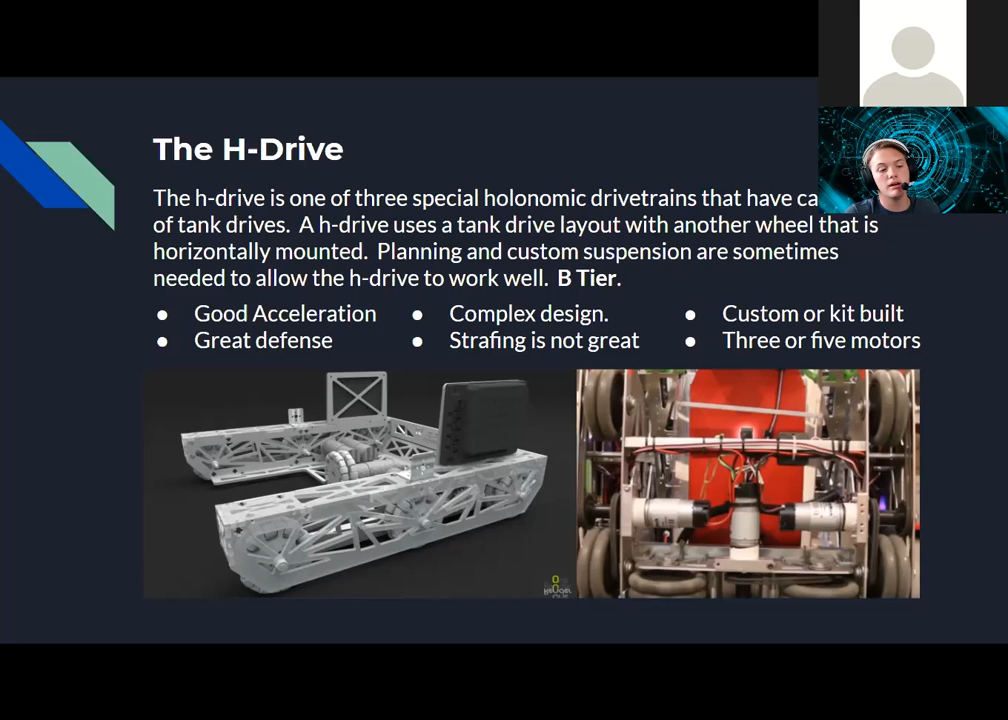 The H-Drive
The h-drive is one of three special holonomic drivetrains that have
of tank drives. A h-drive uses a tank drive layout with another wheel that is
horizontally mounted. Planning and custom suspension are sometimes
needed to allow the h-drive to work well. B Tier.
● Good Acceleration ● Complex design. ● Custom or kit built
● Great defense ● Strafing is not great ● Three or five motors